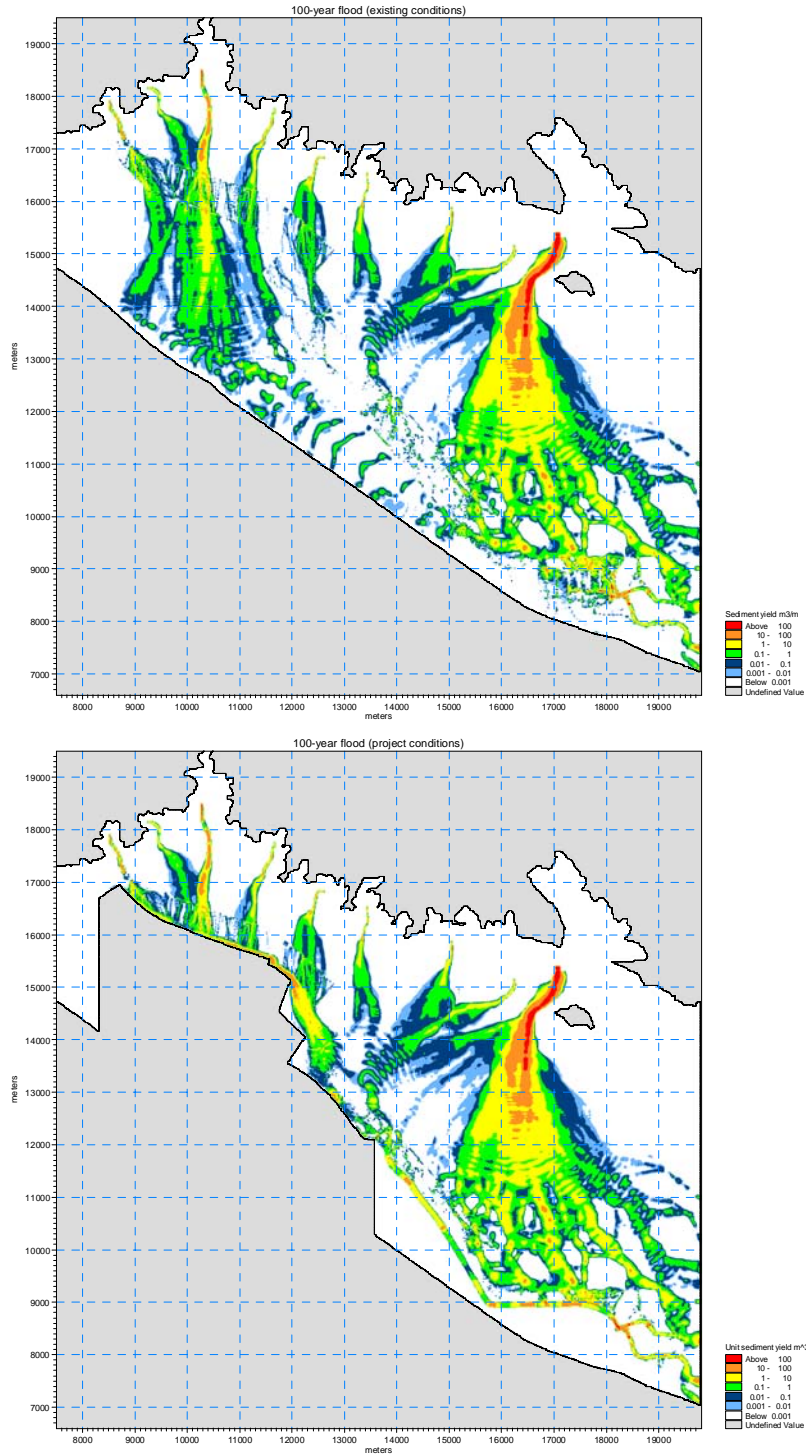 100-year flood (existing conditions)
19000
18000
17000
16000
15000
14000
13000
12000
11000
10000
9000
8000
7000
meters
8000 9000 10000 11000 12000 13000 14000 15000 16000 17000 18000 19000
meters
Sediment yield m3/m
Above 100
10 - 100
1 - 10
0.1 - 1
0.01 - 0.1
0.001 - 0.01
Below 0.001
Undefined Value
100-year flood (project conditions)
19000
18000
17000
16000
15000
14000
13000
12000
11000
10000
9000
8000
7000
meters
8000 9000 10000 11000 12000 13000 14000 15000 16000 17000 18000 19000
meters
Unit sediment yield m^
Above 100
10 - 100
1 - 10
0.1 - 1
0.01 - 0.1
0.001 - 0.01
Below 0.001
Undefined Value